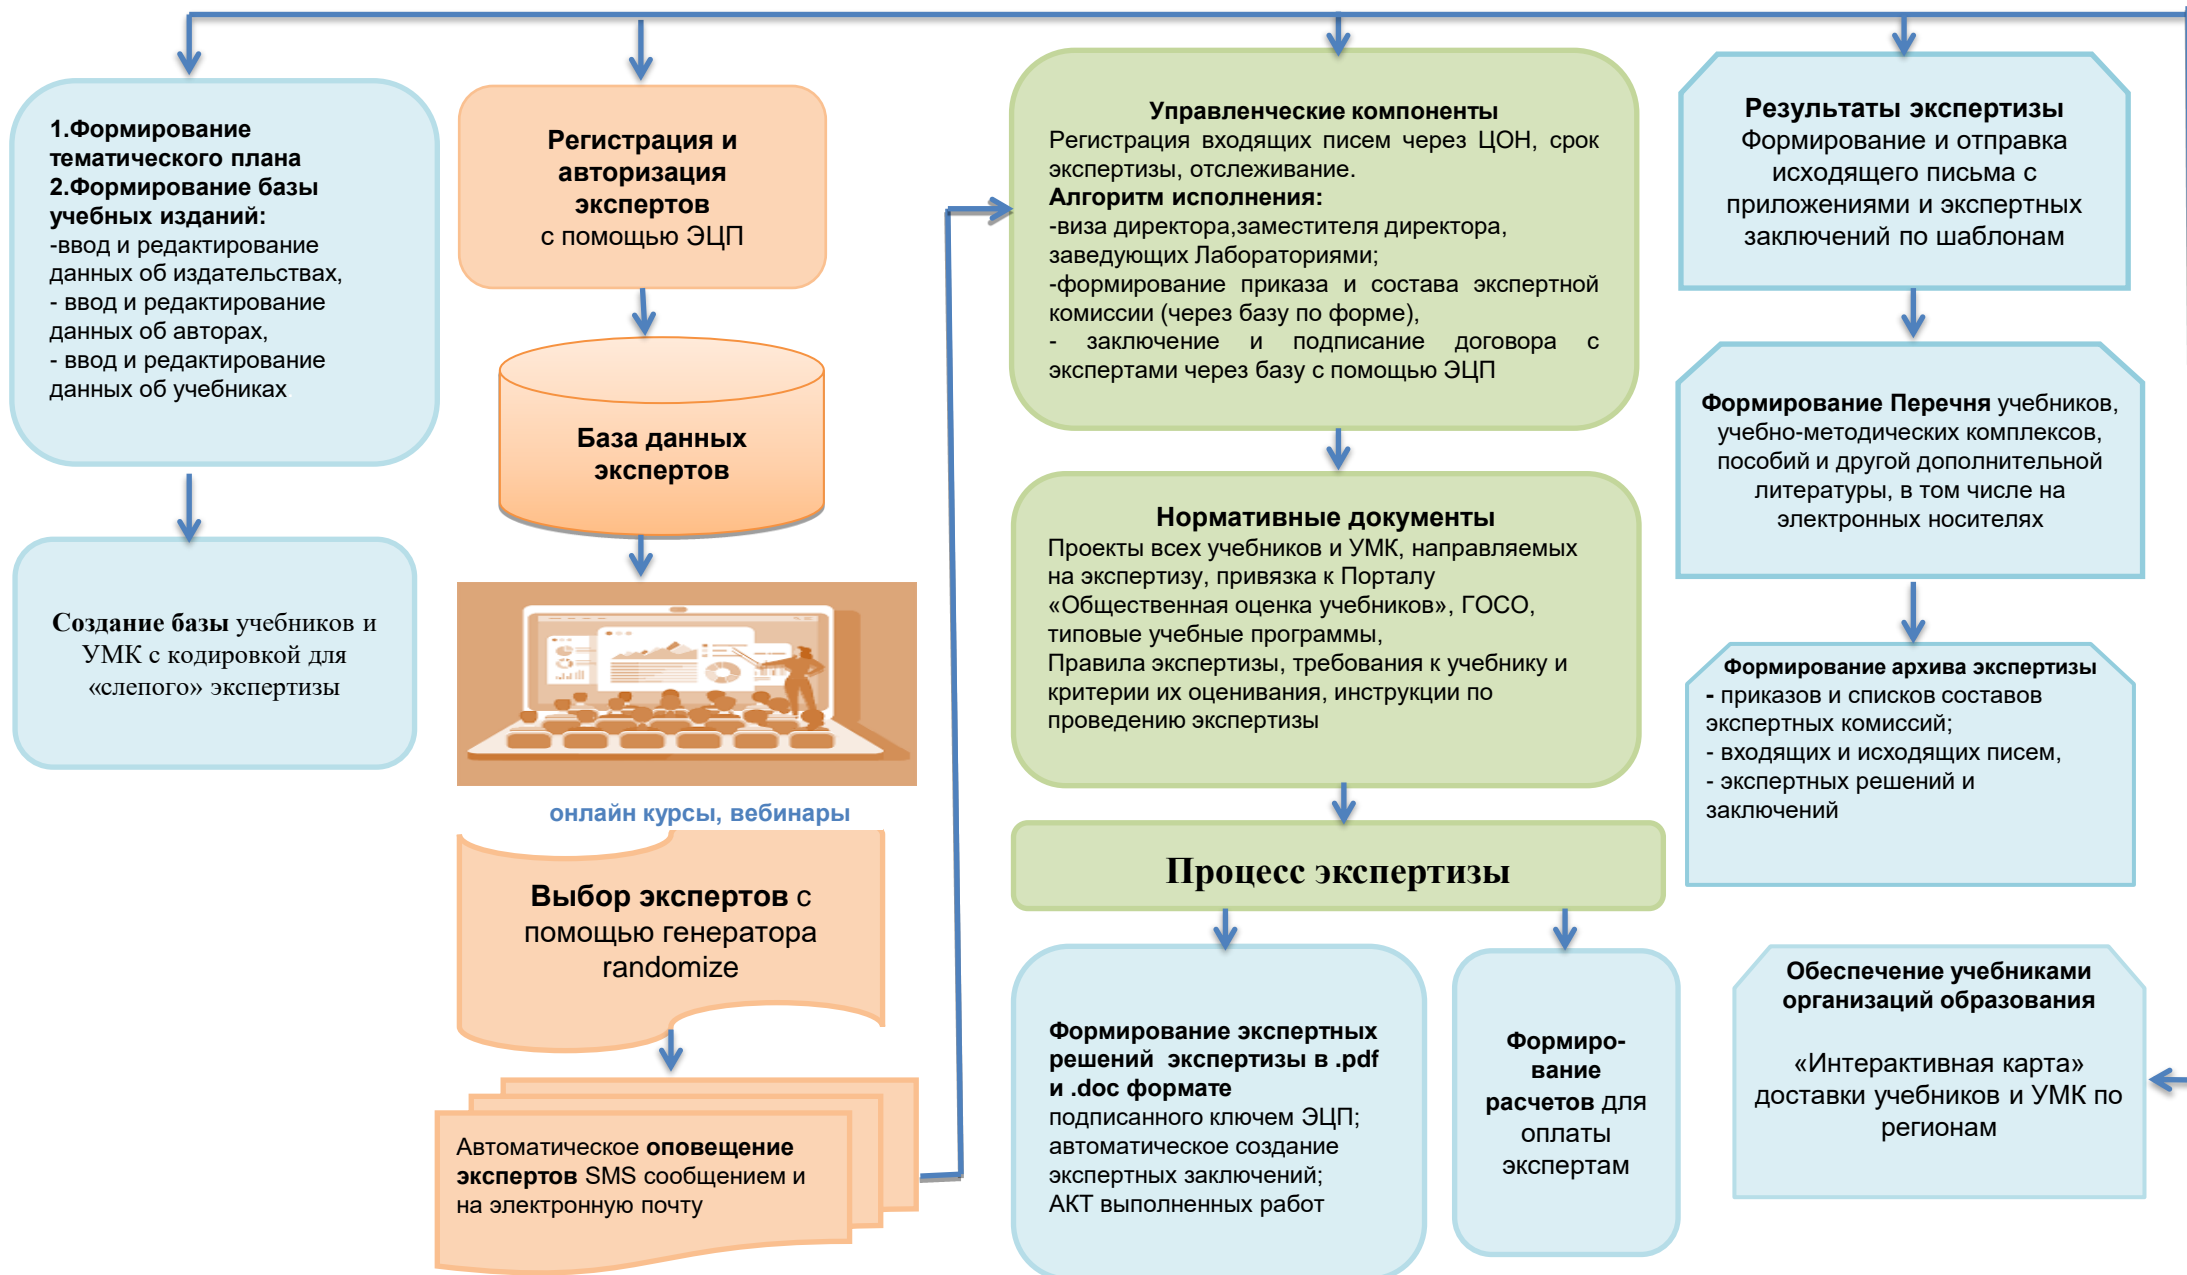 1.Формирование
тематического плана
2.Формирование базы
учебных изданий:
-ввод и редактирование
данных об издательствах,
- ввод и редактирование
данных об авторах,
- ввод и редактирование
данных об учебниках
Создание базы учебников и
УМК с кодировкой для
«слепого» экспертизы
Регистрация и
авторизация
экспертов
с помощью ЭЦП
База данных
экспертов
онлайн курсы, вебинары
Выбор экспертов с
помощью генератора
randomize
Автоматическое оповещение
экспертов SMS сообщением и
на электронную почту
Управленческие компоненты
Регистрация входящих писем через ЦОН, срок
экспертизы, отслеживание.
Алгоритм исполнения:
-виза директора,заместителя директора,
заведующих Лабораториями;
-формирование приказа и состава экспертной
комиссии (через базу по форме),
- заключение и подписание договора с
экспертами через базу с помощью ЭЦП
Нормативные документы
Проекты всех учебников и УМК, направляемых
на экспертизу, привязка к Порталу
«Общественная оценка учебников», ГОСО,
типовые учебные программы,
Правила экспертизы, требования к учебнику и
критерии их оценивания, инструкции по
проведению экспертизы
Процесс экспертизы
Формирование экспертных
решений экспертизы в .pdf
и .doc формате
подписанного ключем ЭЦП;
автоматическое создание
экспертных заключений;
АКТ выполненных работ
Формиро-
вание
расчетов для
оплаты
экспертам
Результаты экспертизы
Формирование и отправка
исходящего письма с
приложениями и экспертных
заключений по шаблонам
Формирование Перечня учебников,
учебно-методических комплексов,
пособий и другой дополнительной
литературы, в том числе на
электронных носителях
Формирование архива экспертизы
- приказов и списков составов
экспертных комиссий;
- входящих и исходящих писем,
- экспертных решений и
заключений
Обеспечение учебниками
организаций образования
«Интерактивная карта»
доставки учебников и УМК по
регионам